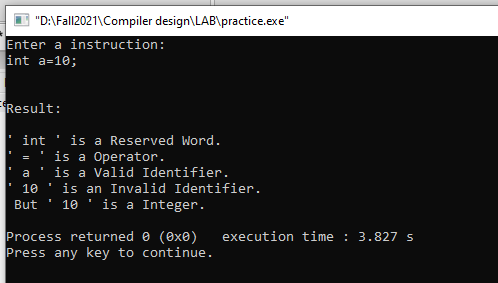 "D:\Fall2021\Compiler design\LAB\practice.exe"
Enter a instruction:
int a=10;
Result:
' int ' is a Reserved Word.
' = ' is a Operator.
' a ' is a Valid Identifier.
' 10 ' is an Invalid Identifier.
But ' 10 ' is a Integer.
Process returned 0 (0x0)   execution time : 3.827 s
Press any key to continue.